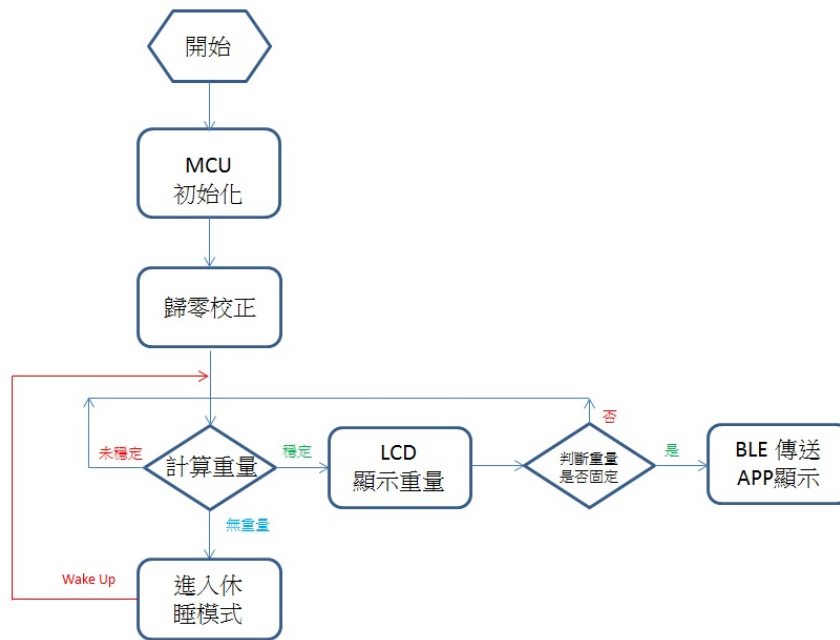 開始
MCU
初始化
歸零校正
否
未穩定
計算重量
穩定
LCD
顯示重量
判斷重量
是否固定
是
BLE 傳送
APP顯示
無重量
Wake Up
進入休
睡模式